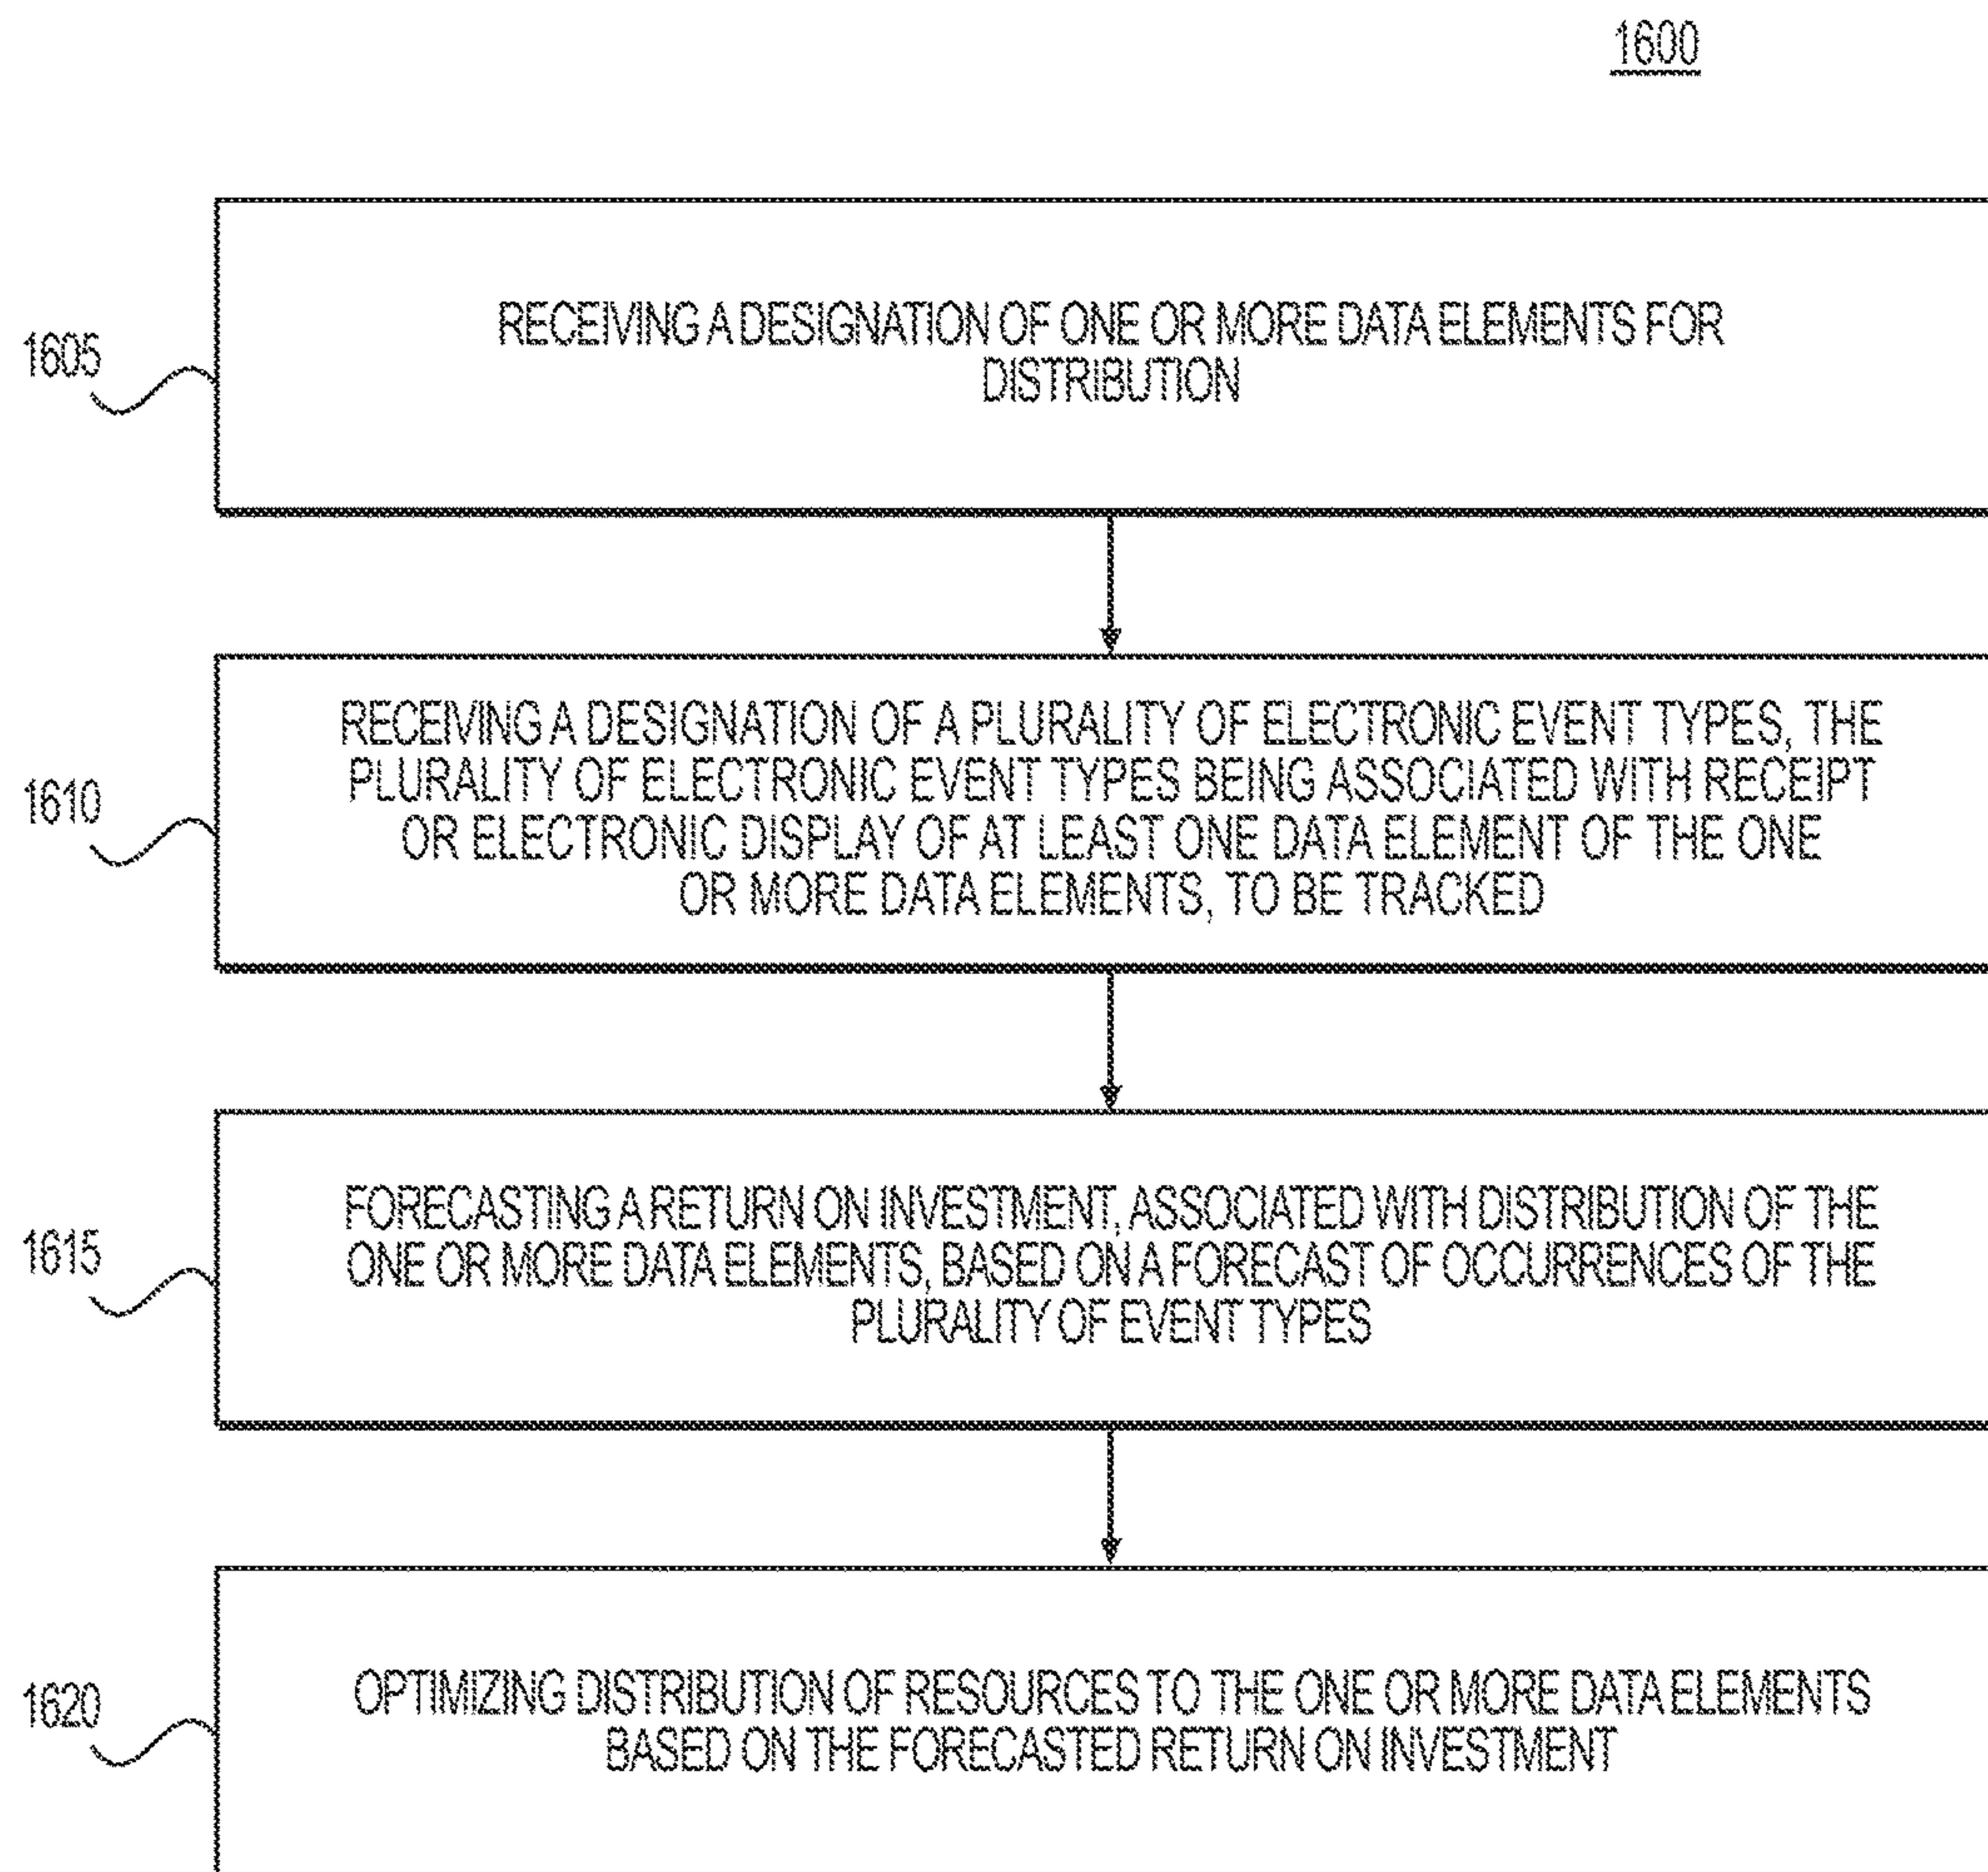 1600
1605
RECEIVING A DESIGNATION OF ONE OR MORE DATA ELEMENTS FOR
DISTRIBUTION
1610
RECEIVING A DESIGNATION OF A PLURALITY OF ELECTRONIC EVENT TYPES, THE
PLURALITY OF ELECTRONIC EVENT TYPES BEING ASSOCIATED WITH RECEIPT
OR ELECTRONIC DISPLAY OF AT LEAST ONE DATA ELEMENT OF THE ONE
OR MORE DATA ELEMENTS, TO BE TRACKED
1615
FORECASTING A RETURN ON INVESTMENT, ASSOCIATED WITH DISTRIBUTION OF THE
ONE OR MORE DATA ELEMENTS, BASED ON A FORECAST OF OCCURRENCES OF THE
PLURALITY OF EVENT TYPES
1620
OPTIMIZING DISTRIBUTION OF RESOURCES TO THE ONE OR MORE DATA ELEMENTS
BASED ON THE FORECASTED RETURN ON INVESTMENT